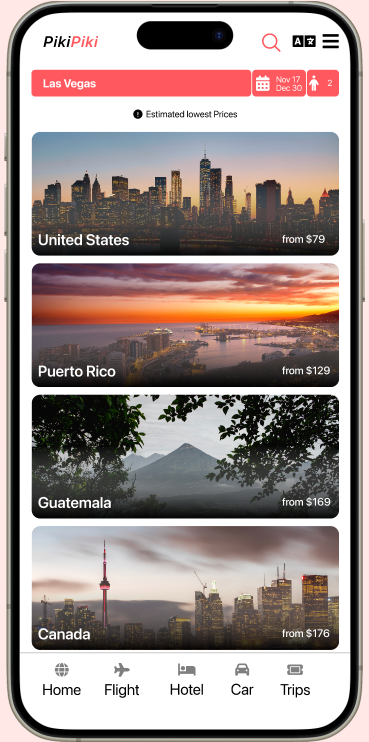 PikiPiki
A
Las Vegas
Nov 17
Dec 30
2
Estimated lowest Prices
United States
from $79
Puerto Rico
from $129
Guatemala
from $169
Canada
from $176
Home Flight Hotel Car Trips